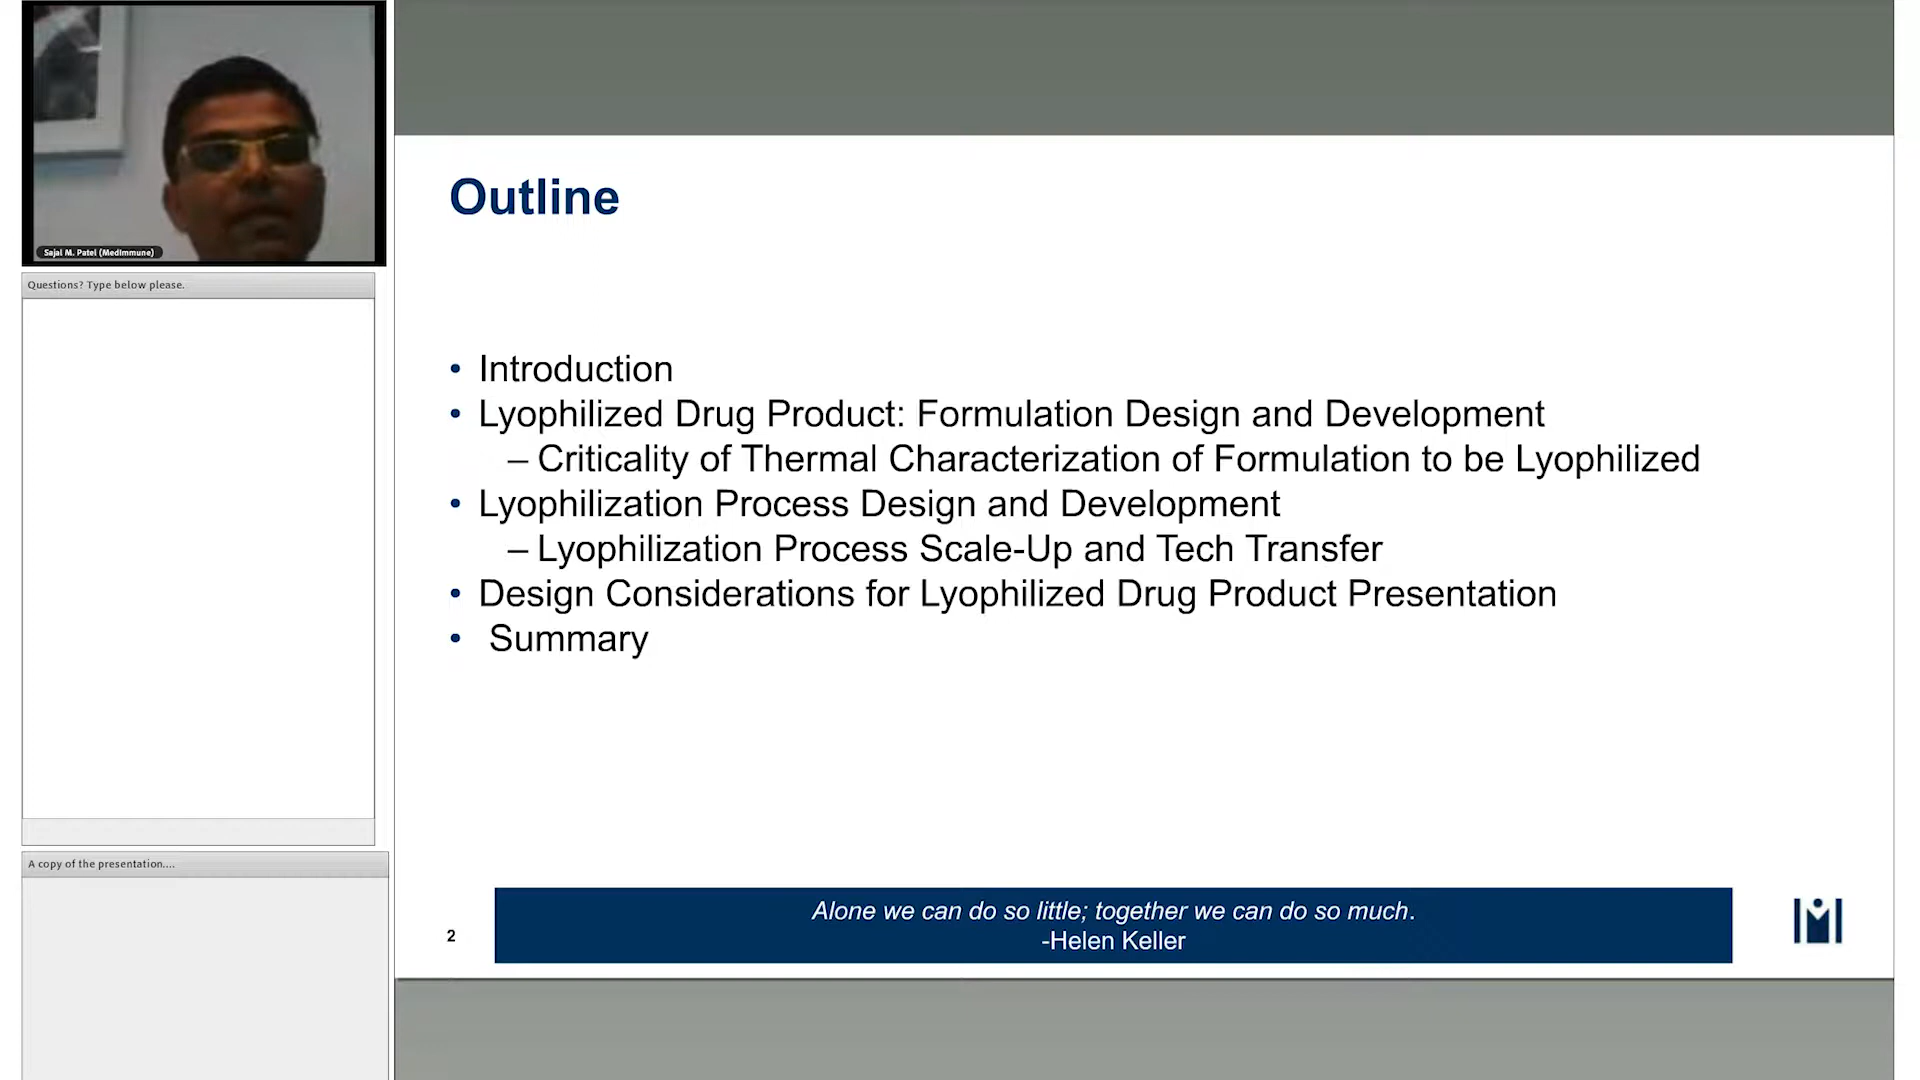 Sajal M. Patel (MedImmune)
Questions? Type below please.
A copy of the presentation....
Outline
• Introduction
• Lyophilized Drug Product: Formulation Design and Development
– Criticality of Thermal Characterization of Formulation to be Lyophilized
• Lyophilization Process Design and Development
– Lyophilization Process Scale-Up and Tech Transfer
• Design Considerations for Lyophilized Drug Product Presentation
• Summary
Alone we can do so little; together we can do so much.
-Helen Keller
2